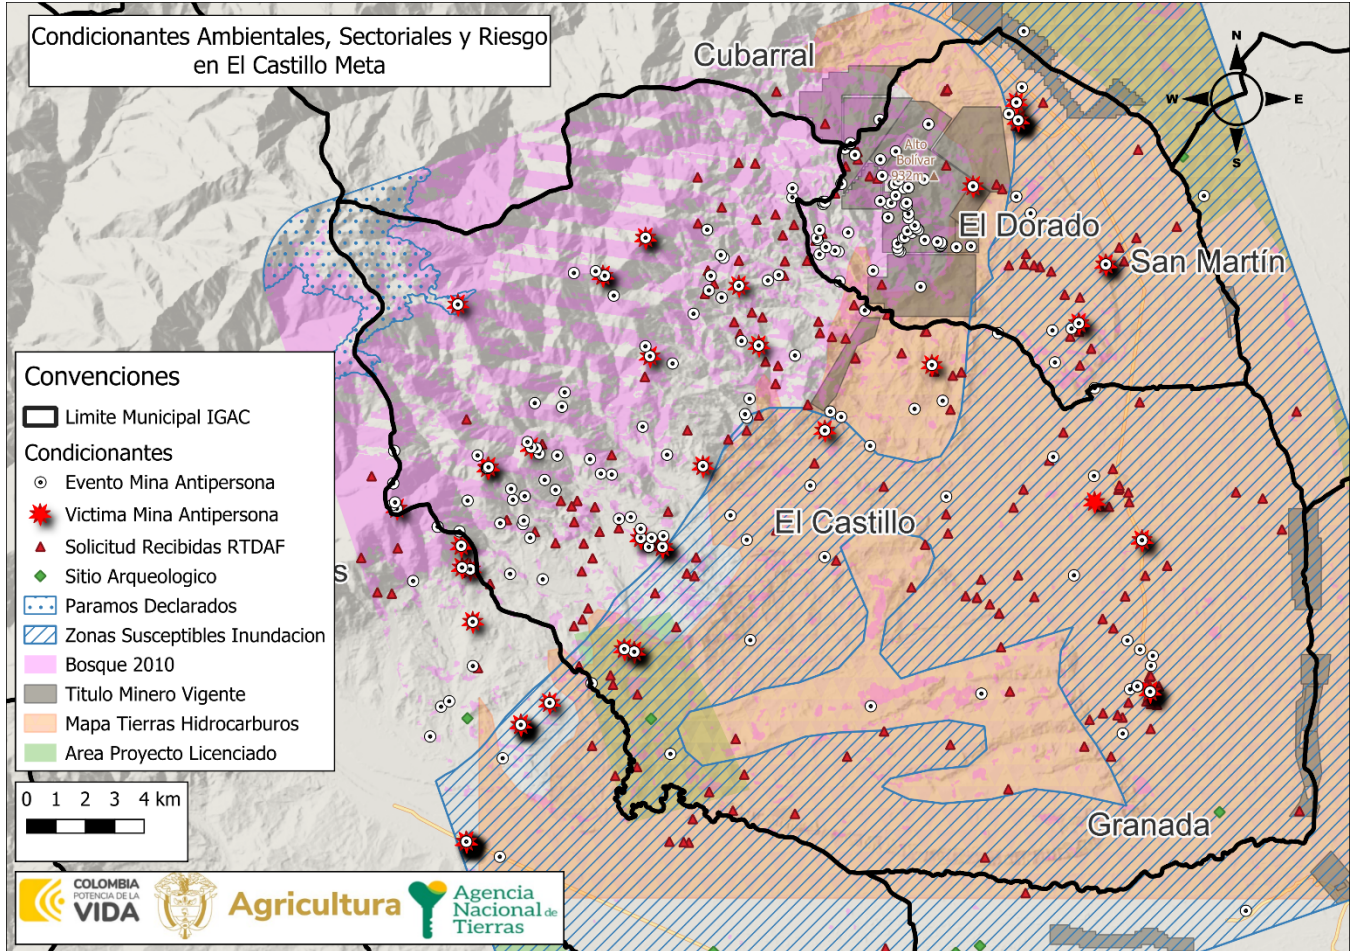 Condicionantes Ambientales, Sectoriales y Riesgo
en El Castillo Meta
Cubarral
N
W
E
S
Alto
Bolivar
932m
El Dorado
San Martín
El Castillo
Granada
s
Convenciones
Limite Municipal IGAC
Condicionantes
Evento Mina Antipersona
Victima Mina Antipersona
Solicitud Recibidas RTDAF
Sitio Arqueologico
Paramos Declarados
Zonas Susceptibles Inundacion
Bosque 2010
Titulo Minero Vigente
Mapa Tierras Hidrocarburos
Area Proyecto Licenciado
0 1 2 3 4 km
COLOMBIA
POTENCIA DE LA
VIDA
Agricultura
Agencia
Nacional de
Tierras